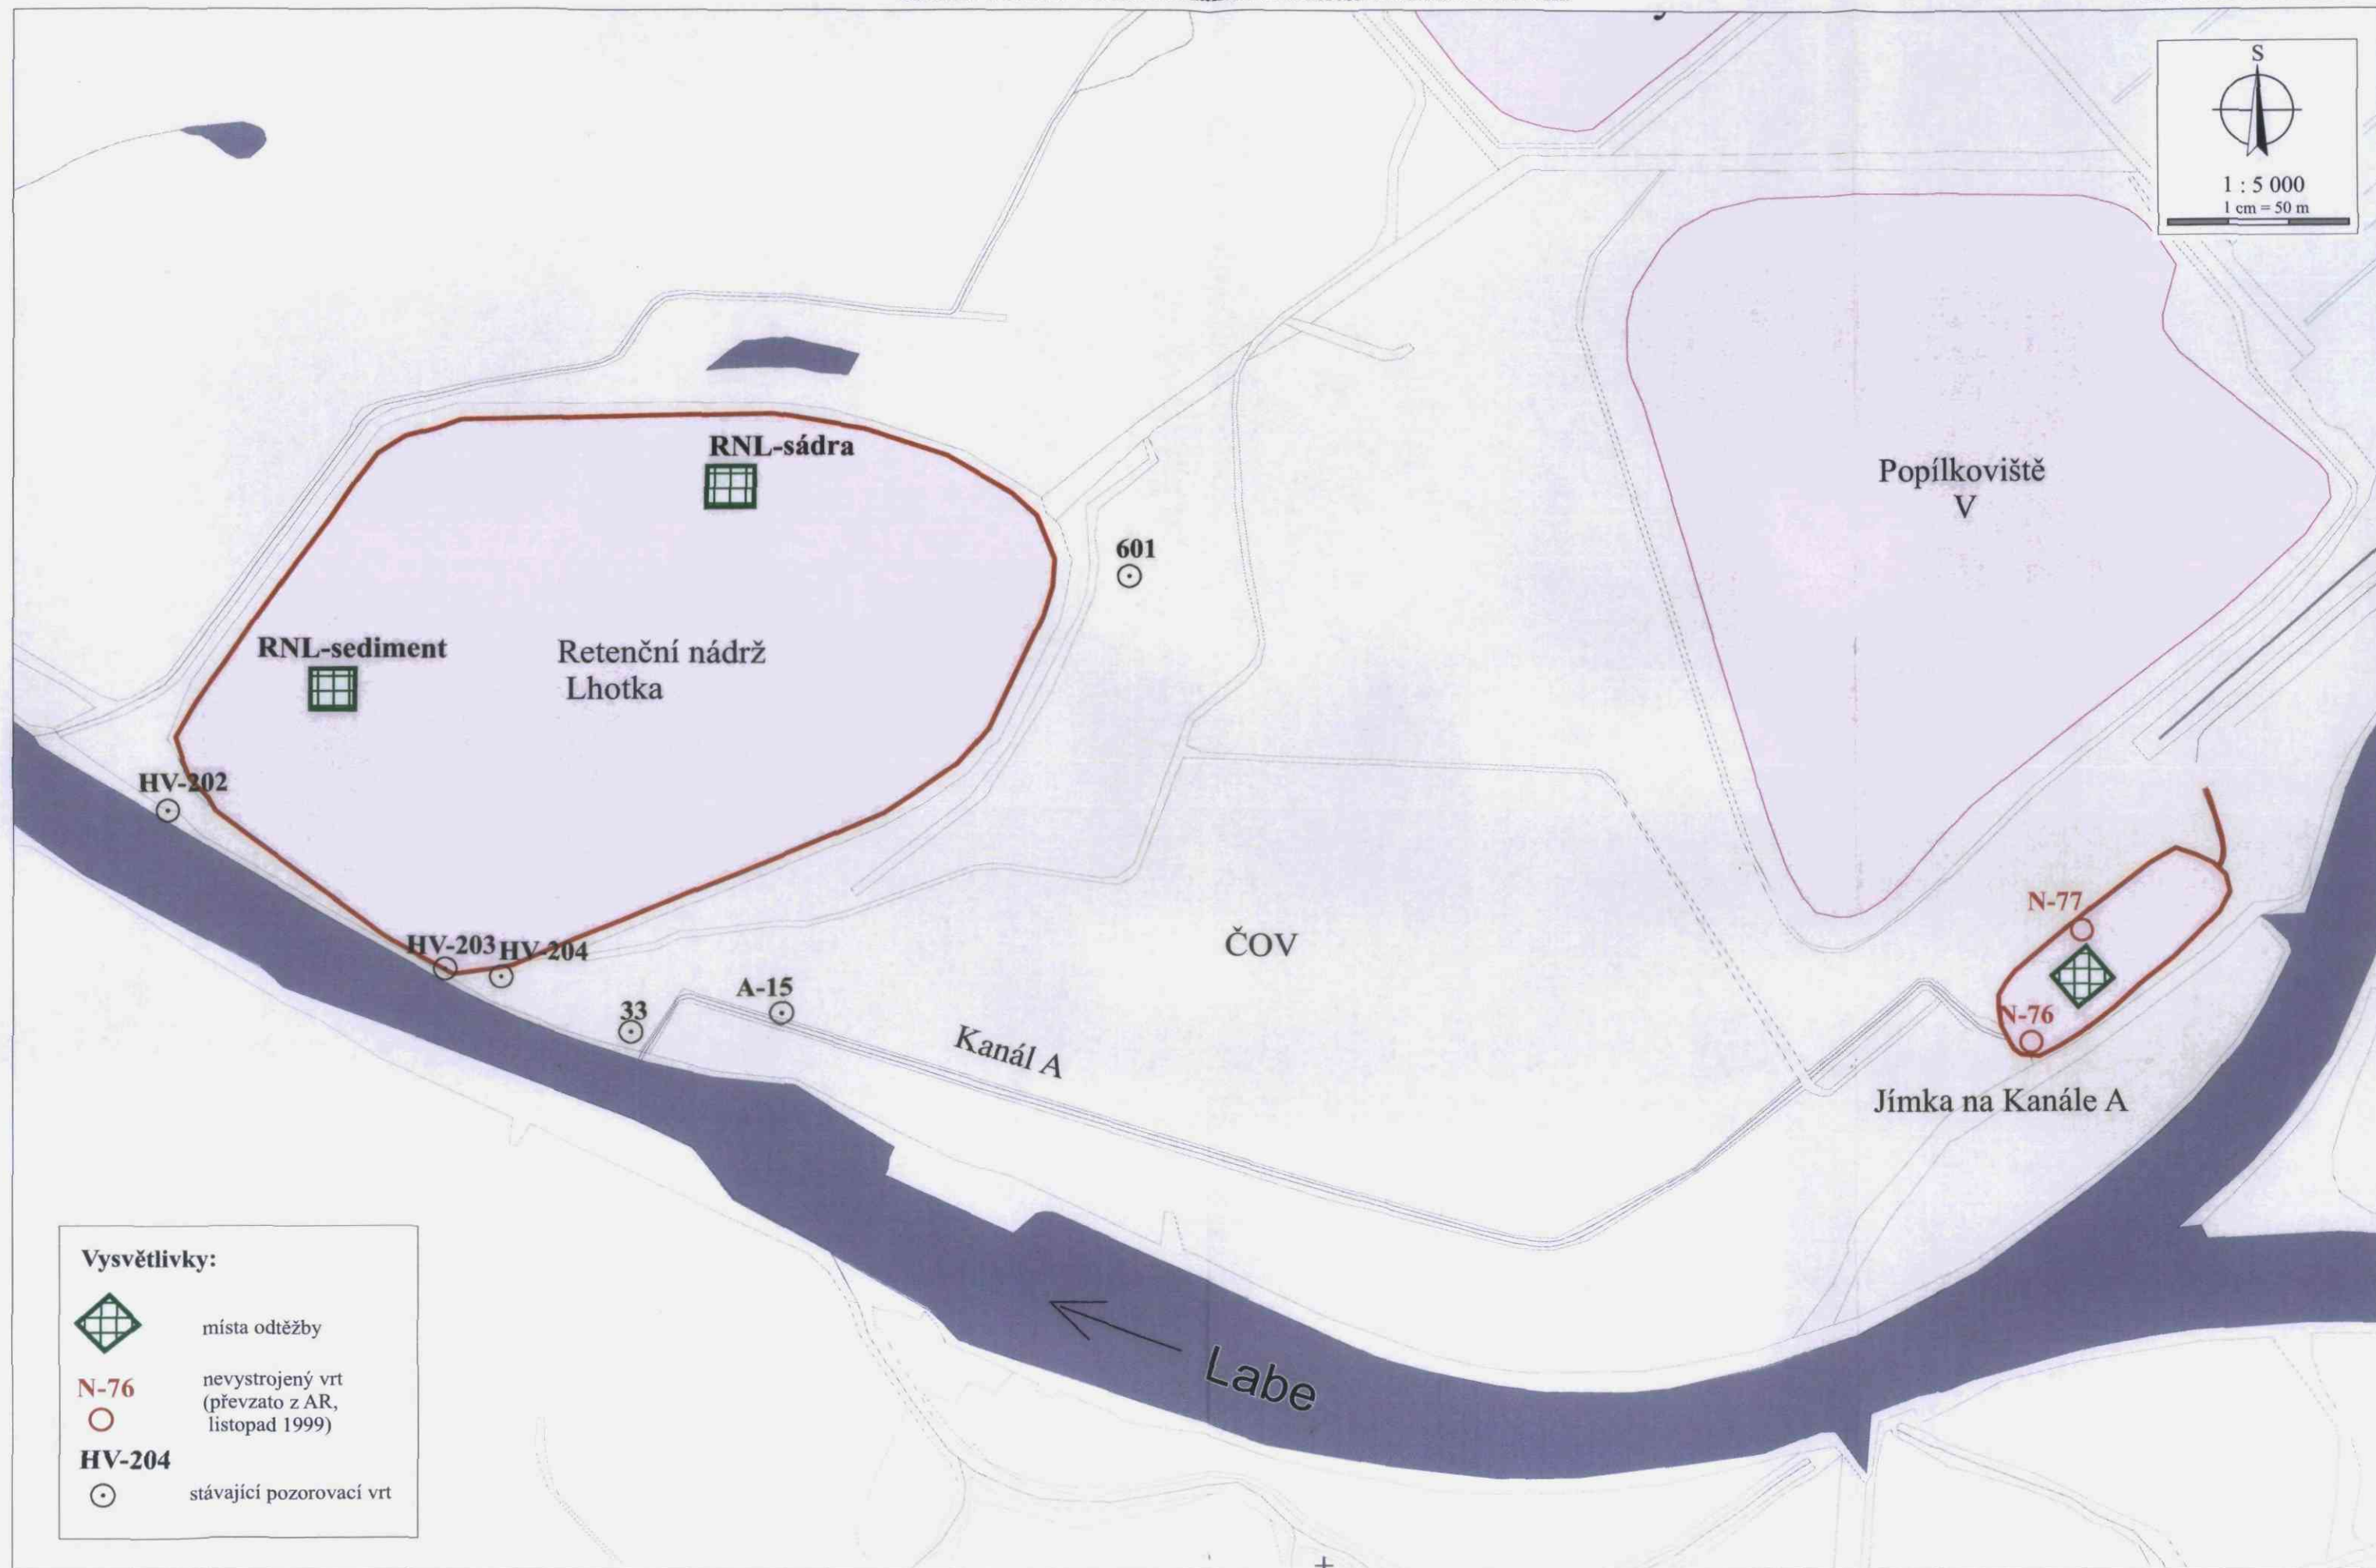 S
1 : 5 000
1 cm = 50 m
RNL-sádra
Popílkoviště
V
601
RNL-sediment
Retenční nádrž
Lhotka
HV-202
N-77
HV-203
HV-204
ČOV
A-15
33
N-76
Kanál A
Jímka na Kanále A
Labe
Vysvětlivky:
místa odtěžby
N-76
nevystrojený vrt
(převzato z AR,
listopad 1999)
HV-204
stávající pozorovací vrt